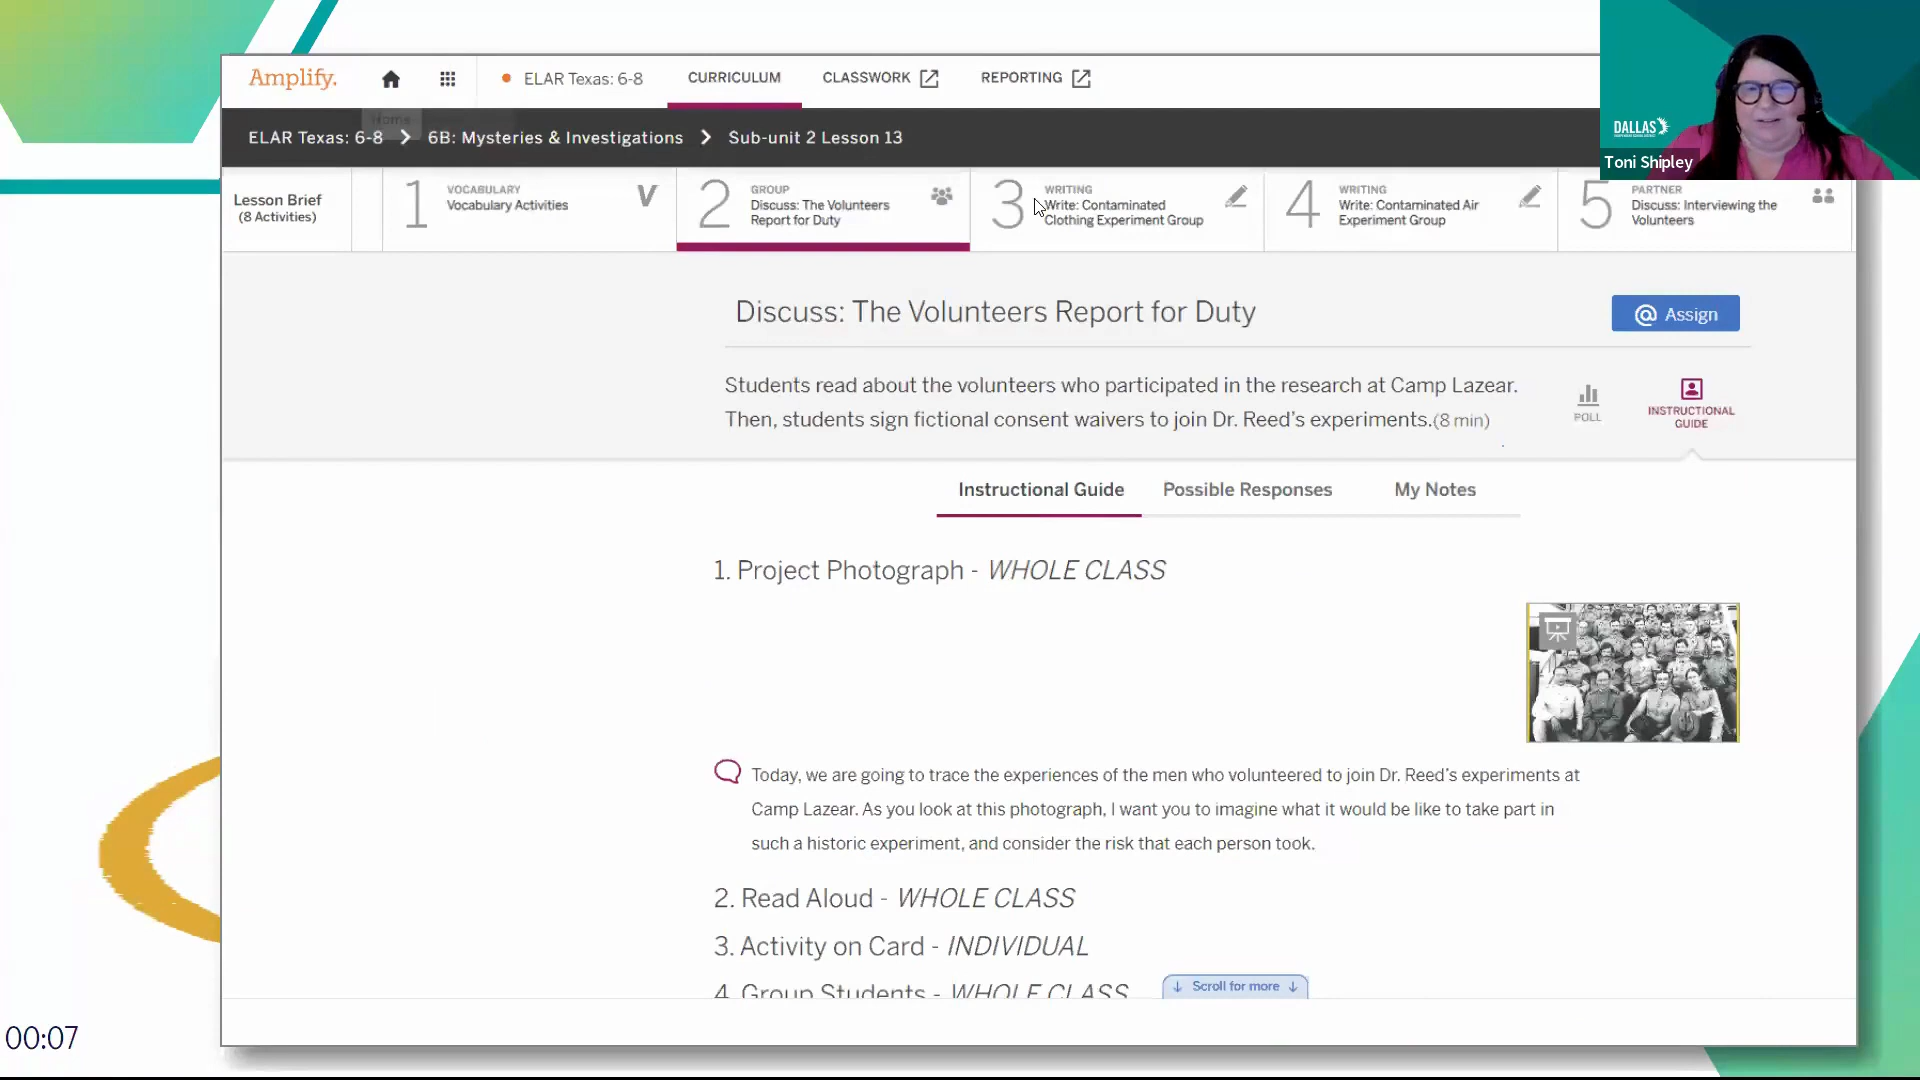 Amplify.
ELAR Texas: 6-8
CURRICULUM
CLASSWORK
REPORTING
Home
ELAR Texas: 6-8 > 6B: Mysteries & Investigations > Sub-unit 2 Lesson 13
DALLAS
Toni Shipley
Lesson Brief
(8 Activities)
1
VOCABULARY
Vocabulary Activities
V
2
GROUP
Discuss: The Volunteers
Report for Duty
3
WRITING
Write: Contaminated
Clothing Experiment Group
4
WRITING
Write: Contaminated Air
Experiment Group
5
PARTNER
Discuss: Interviewing the
Volunteers
Discuss: The Volunteers Report for Duty
@ Assign
Students read about the volunteers who participated in the research at Camp Lazear.
Then, students sign fictional consent waivers to join Dr. Reed's experiments.(8 min)
POLL
INSTRUCTIONAL
GUIDE
Instructional Guide
Possible Responses
My Notes
1. Project Photograph - WHOLE CLASS
Today, we are going to trace the experiences of the men who volunteered to join Dr. Reed's experiments at
Camp Lazear. As you look at this photograph, I want you to imagine what it would be like to take part in
such a historic experiment, and consider the risk that each person took.
2. Read Aloud - WHOLE CLASS
3. Activity on Card - INDIVIDUAL
4. Group Students - WHOLE CLASS
↓ Scroll for more ↓
00:07